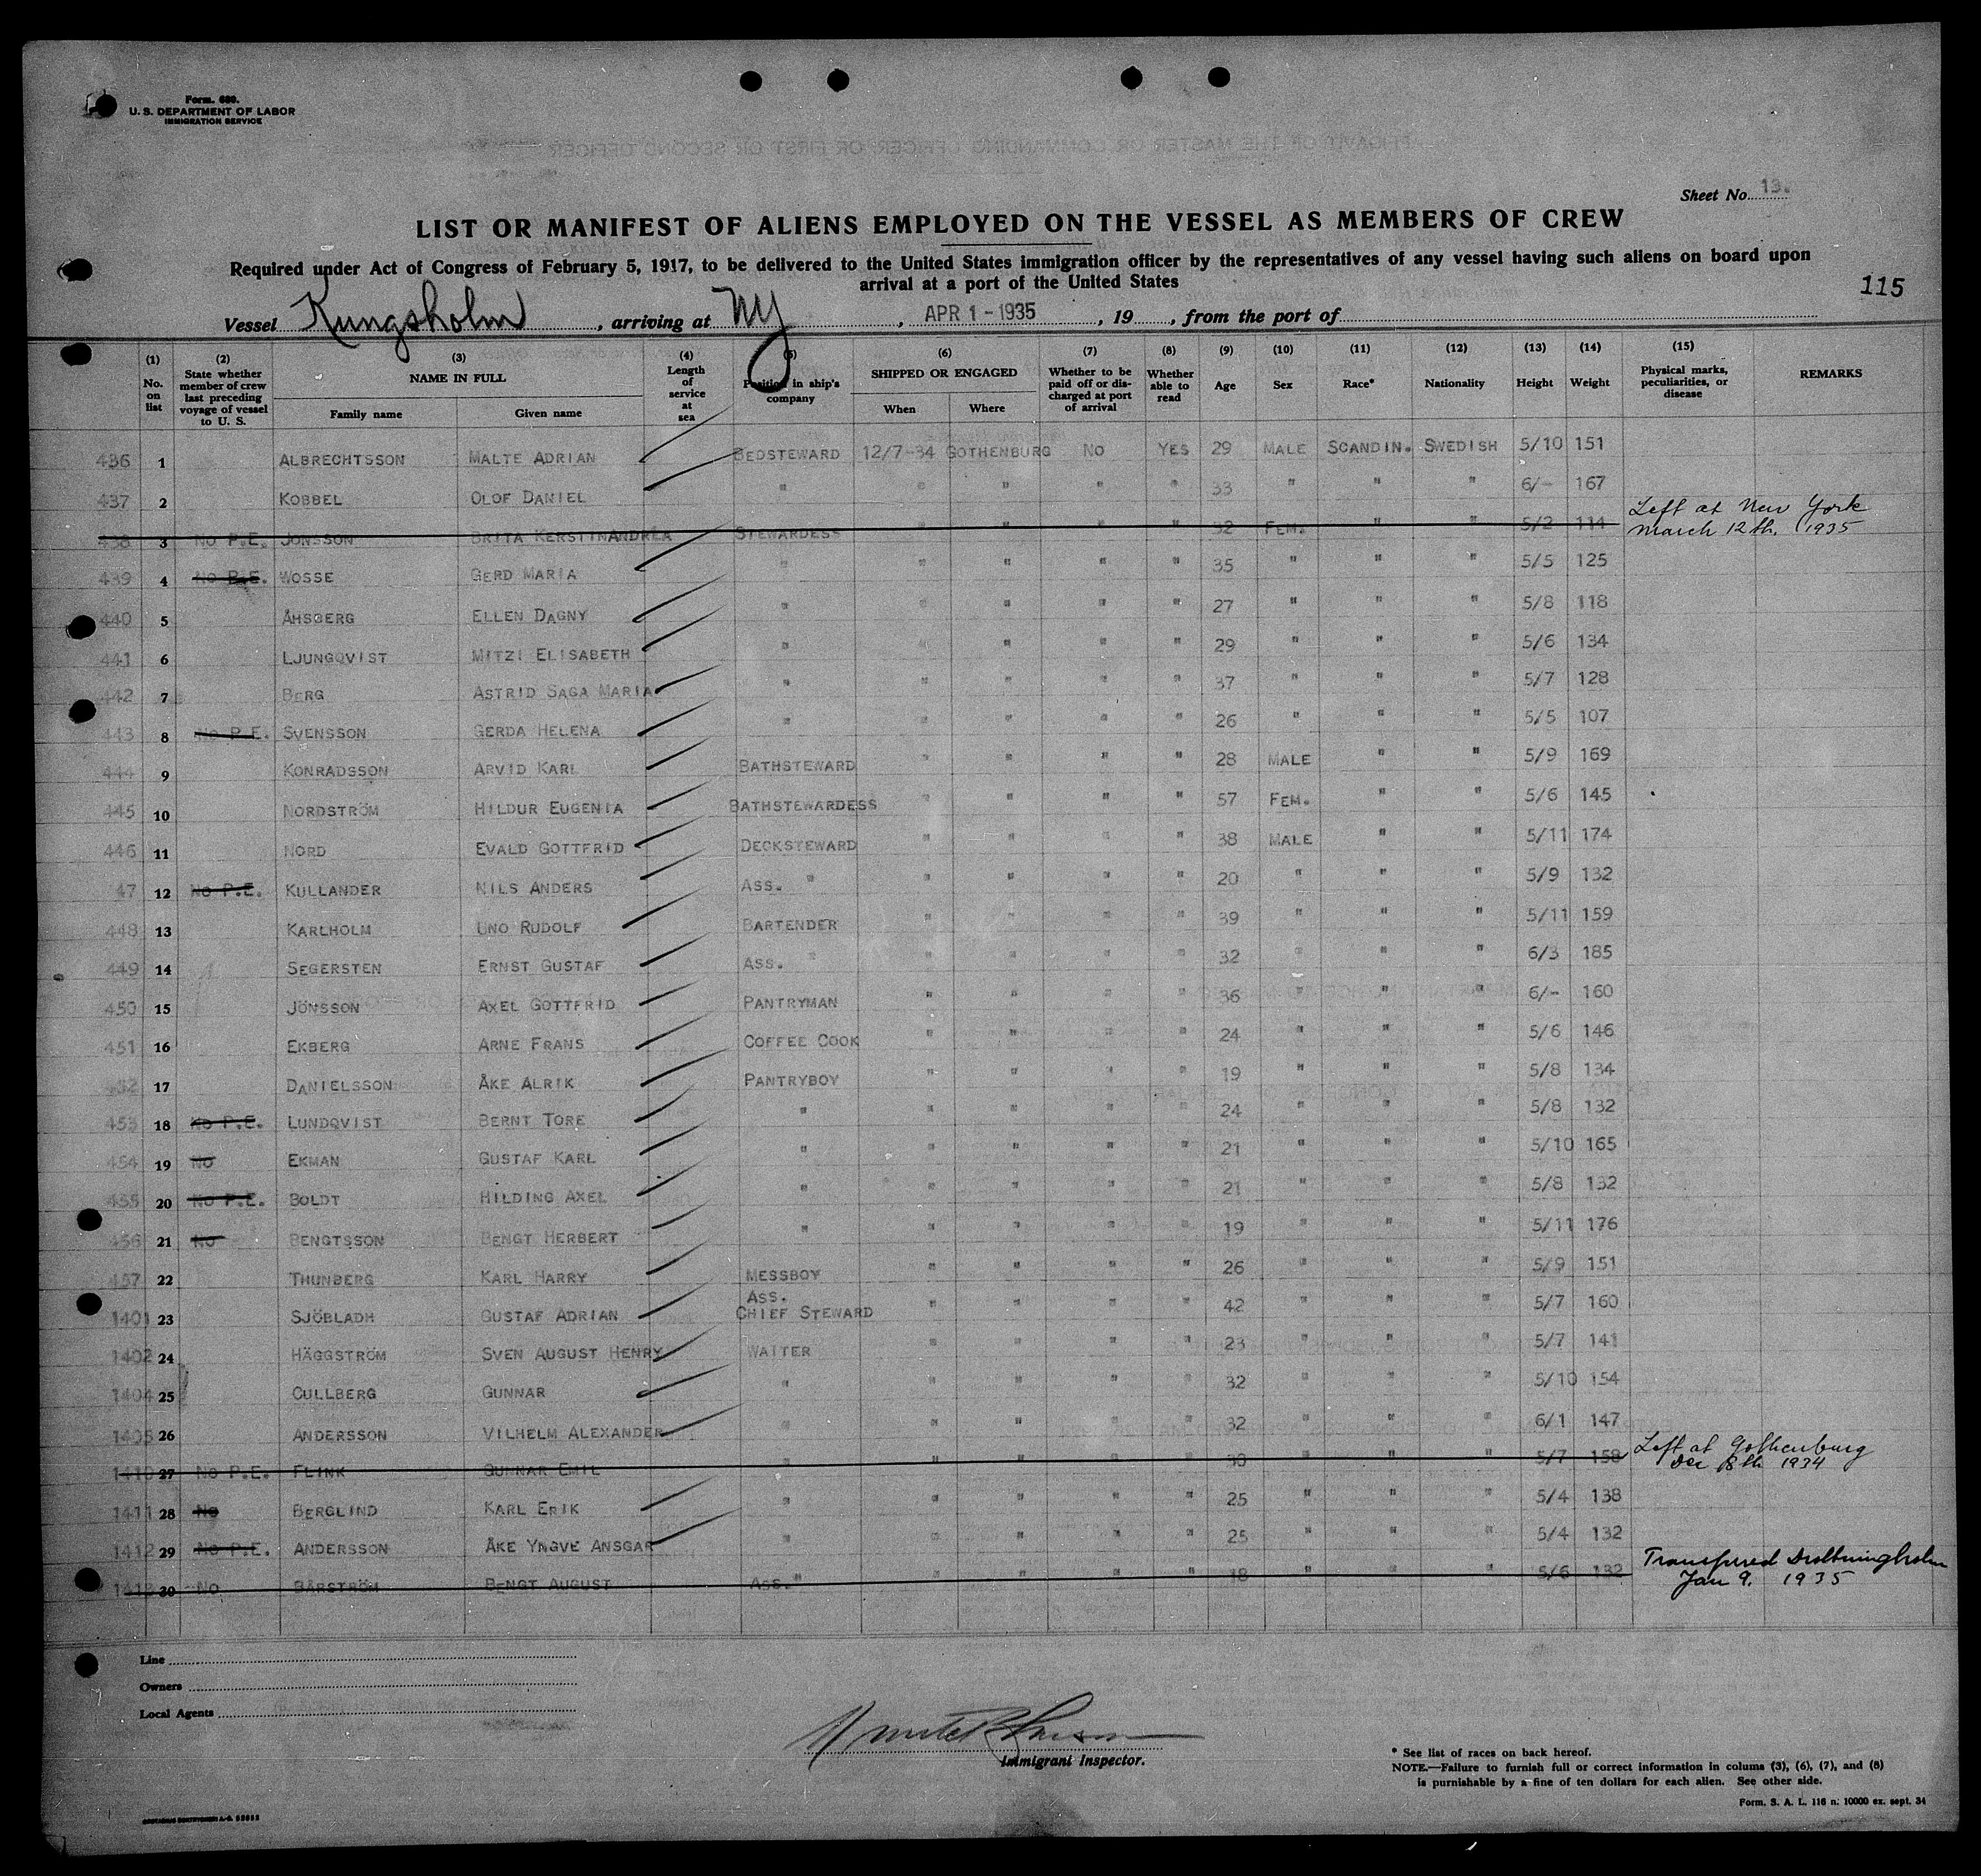 Form. 680.
U. S. DEPARTMENT OF LABOR
IMMIGRATION SERVICE
Sheet No. 13.
LIST OR MANIFEST OF ALIENS EMPLOYED ON THE VESSEL AS MEMBERS OF CREW
Required under Act of Congress of February 5, 1917, to be delivered to the United States immigration officer by the representatives of any vessel having such aliens on board upon
arrival at a port of the United States
115
Vessel Kungsholm, arriving at NY, APR 1 - 1935, 19, from the port of
(1) No. on list (2) State whether member of crew last preceding voyage of vessel to U. S. (3) NAME IN FULL Family name Given name (4) Length of service at sea (5) Position in ship's company (6) SHIPPED OR ENGAGED When Where (7) Whether to be paid off or discharged at port of arrival (8) Whether able to read (9) Age (10) Sex (11) Race* (12) Nationality (13) Height (14) Weight (15) Physical marks, peculiarities, or disease REMARKS
436 1 ALBRECHTSSON MALTE ADRIAN BEDSTEWARD 12/7-34 GOTHENBURG NO YES 29 MALE SCANDIN. SWEDISH 5/10 151
437 2 KOBBEL OLOF DANIEL " " " " " 33 " " " 6/- 167
438 3 NO P.E. JONSSON BRITA KERSTIN ANDREA STEWARDESS " " " " 32 FEM. " " 5/2 114 Left at New York March 12th, 1935
439 4 NO P.E. WOSSE GERD MARIA " " " " " 35 " " " 5/5 125
440 5 ÅHSBERG ELLEN DAGNY " " " " " 27 " " " 5/8 118
441 6 LJUNGQVIST MITZI ELISABETH " " " " " 29 " " " 5/6 134
442 7 BERG ASTRID SAGA MARIA " " " " " 37 " " " 5/7 128
443 8 NO P.E. SVENSSON GERDA HELENA " " " " " 26 " " " 5/5 107
444 9 KONRADSSON ARVID KARL BATHSTEWARD " " " " 28 MALE " " 5/9 169
445 10 NORDSTRÖM HILDUR EUGENIA BATHSTEWARDESS " " " " 57 FEM. " " 5/6 145
446 11 NORD EVALD GOTTFRID DECKSTEWARD " " " " 38 MALE " " 5/11 174
47 12 NO P.E. KULLANDER NILS ANDERS ASS. " " " " " 20 " " " 5/9 132
448 13 KARLHOLM UNO RUDOLF BARTENDER " " " " 39 " " " 5/11 159
449 14 SEGERSTEN ERNST GUSTAF ASS. " " " " " 32 " " " 6/3 185
450 15 JÖNSSON AXEL GOTTFRID PANTRYMAN " " " " 36 " " " 6/- 160
451 16 EKBERG ARNE FRANS COFFEE COOK " " " " 24 " " " 5/6 146
452 17 DANIELSSON ÅKE ALRIK PANTRYBOY " " " " 19 " " " 5/8 134
453 18 NO P.E. LUNDQVIST BERNT TORE " " " " " 24 " " " 5/8 132
454 19 NO EKMAN GUSTAF KARL " " " " " 21 " " " 5/10 165
455 20 NO P.E. BOLDT HILDING AXEL " " " " " 21 " " " 5/8 132
456 21 NO BENGTSSON BENGT HERBERT " " " " " 19 " " " 5/11 176
457 22 THUNBERG KARL HARRY MESSBOY " " " " 26 " " " 5/9 151
1401 23 SJÖBLADH GUSTAF ADRIAN ASS. CHIEF STEWARD " " " " 42 " " " 5/7 160
1402 24 HÄGGSTRÖM SVEN AUGUST HENRY WAITER " " " " 23 " " " 5/7 141
1404 25 CULLBERG GUNNAR " " " " " 32 " " " 5/10 154
1405 26 ANDERSSON VILHELM ALEXANDER " " " " " 32 " " " 6/1 147
1410 27 NO P.E. FLINK GUNNAR EMIL " " " " " 30 " " " 5/7 158 Left at Gothenburg Dec 8th 1934
1411 28 NO BERGLIND KARL ERIK " " " " " 25 " " " 5/4 138
1412 29 NO P.E. ANDERSSON ÅKE YNGVE ANSGAR " " " " " 25 " " " 5/4 132
1413 30 NO BÅRSTRÖM BENGT AUGUST ASS. " " " " " 18 " " " 5/6 132 Transferred Drottningholm Jan 9. 1935
Line
Owners
Local Agents
Immigrant Inspector.
* See list of races on back hereof.
NOTE.—Failure to furnish full or correct information in colums (3), (6), (7), and (8)
is purnishable by a fine of ten dollars for each alien. See other side.
Form. S. A. L. 116 n: 10000 ex. sept. 34